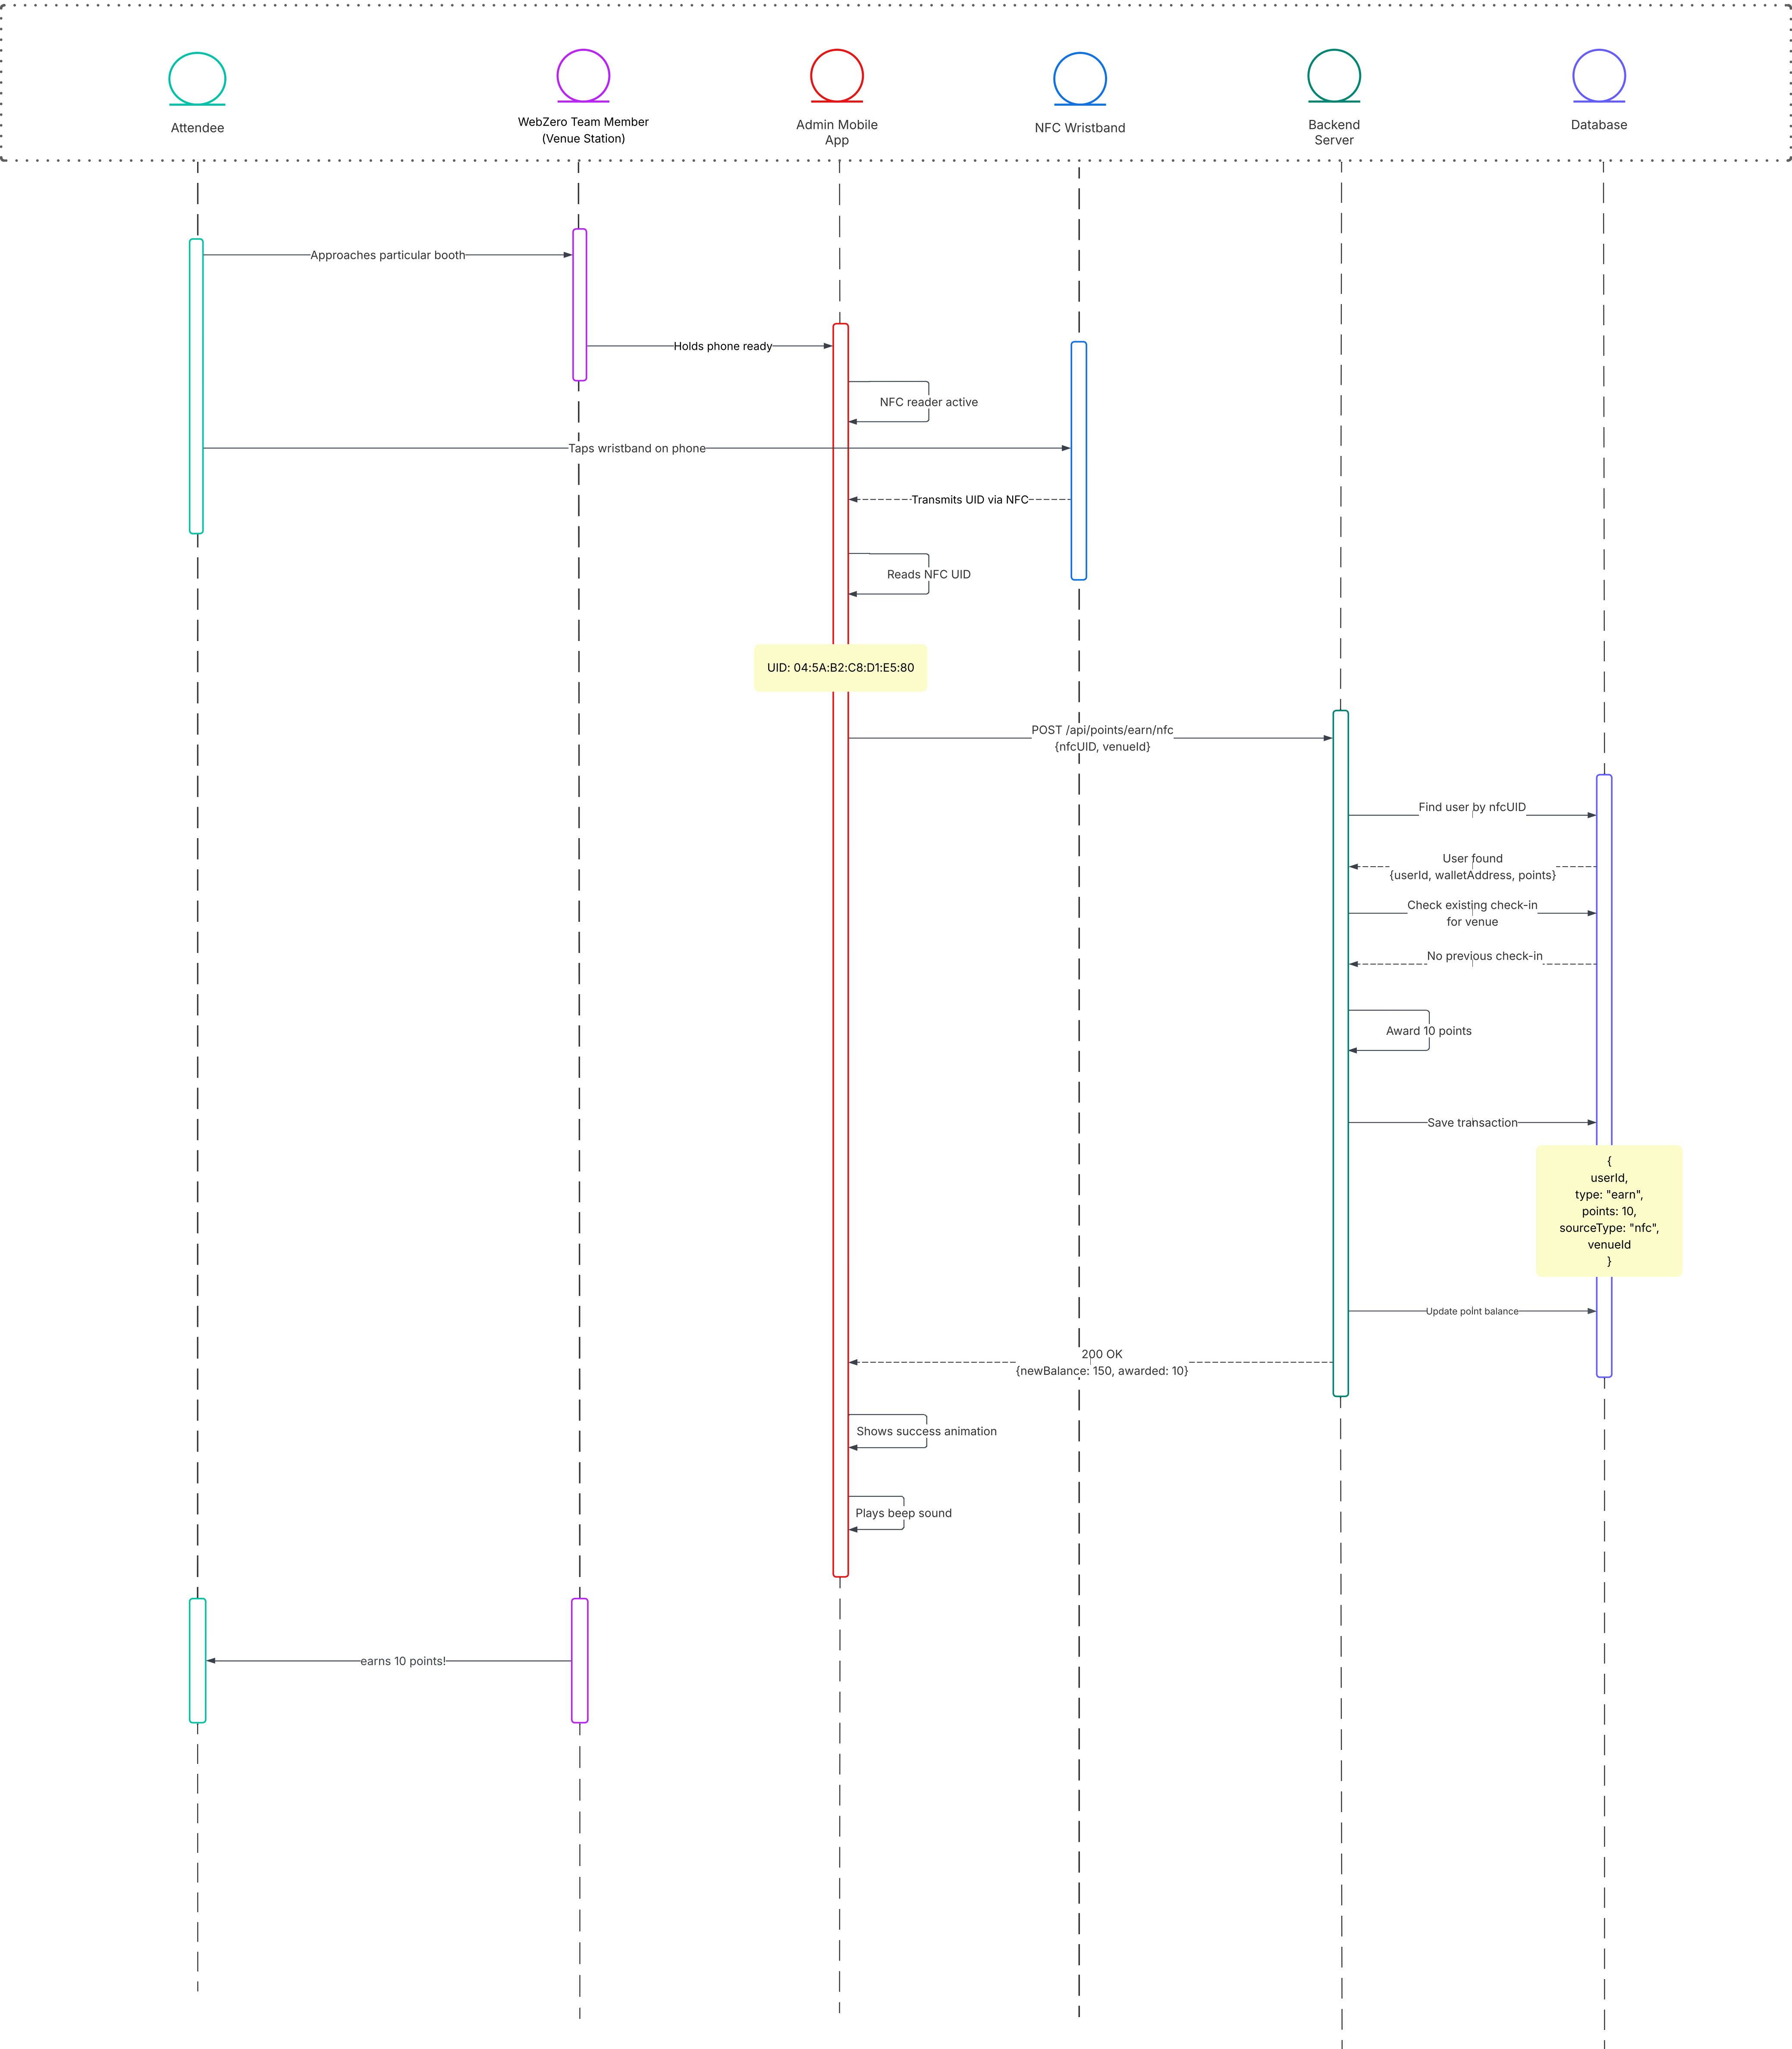 Attendee
WebZero Team Member
(Venue Station)
Admin Mobile
App
NFC Wristband
Backend
Server
Database
Approaches particular booth
Holds phone ready
NFC reader active
Taps wristband on phone
Transmits UID via NFC
Reads NFC UID
UID: 04:5A:B2:C8:D1:E5:80
POST /api/points/earn/nfc
{nfcUID, venueId}
Find user by nfcUID
User found
{userId, walletAddress, points}
Check existing check-in
for venue
No previous check-in
Award 10 points
Save transaction
{
userId,
type: "earn",
points: 10,
sourceType: "nfc",
venueId
}
Update point balance
200 OK
{newBalance: 150, awarded: 10}
Shows success animation
Plays beep sound
earns 10 points!